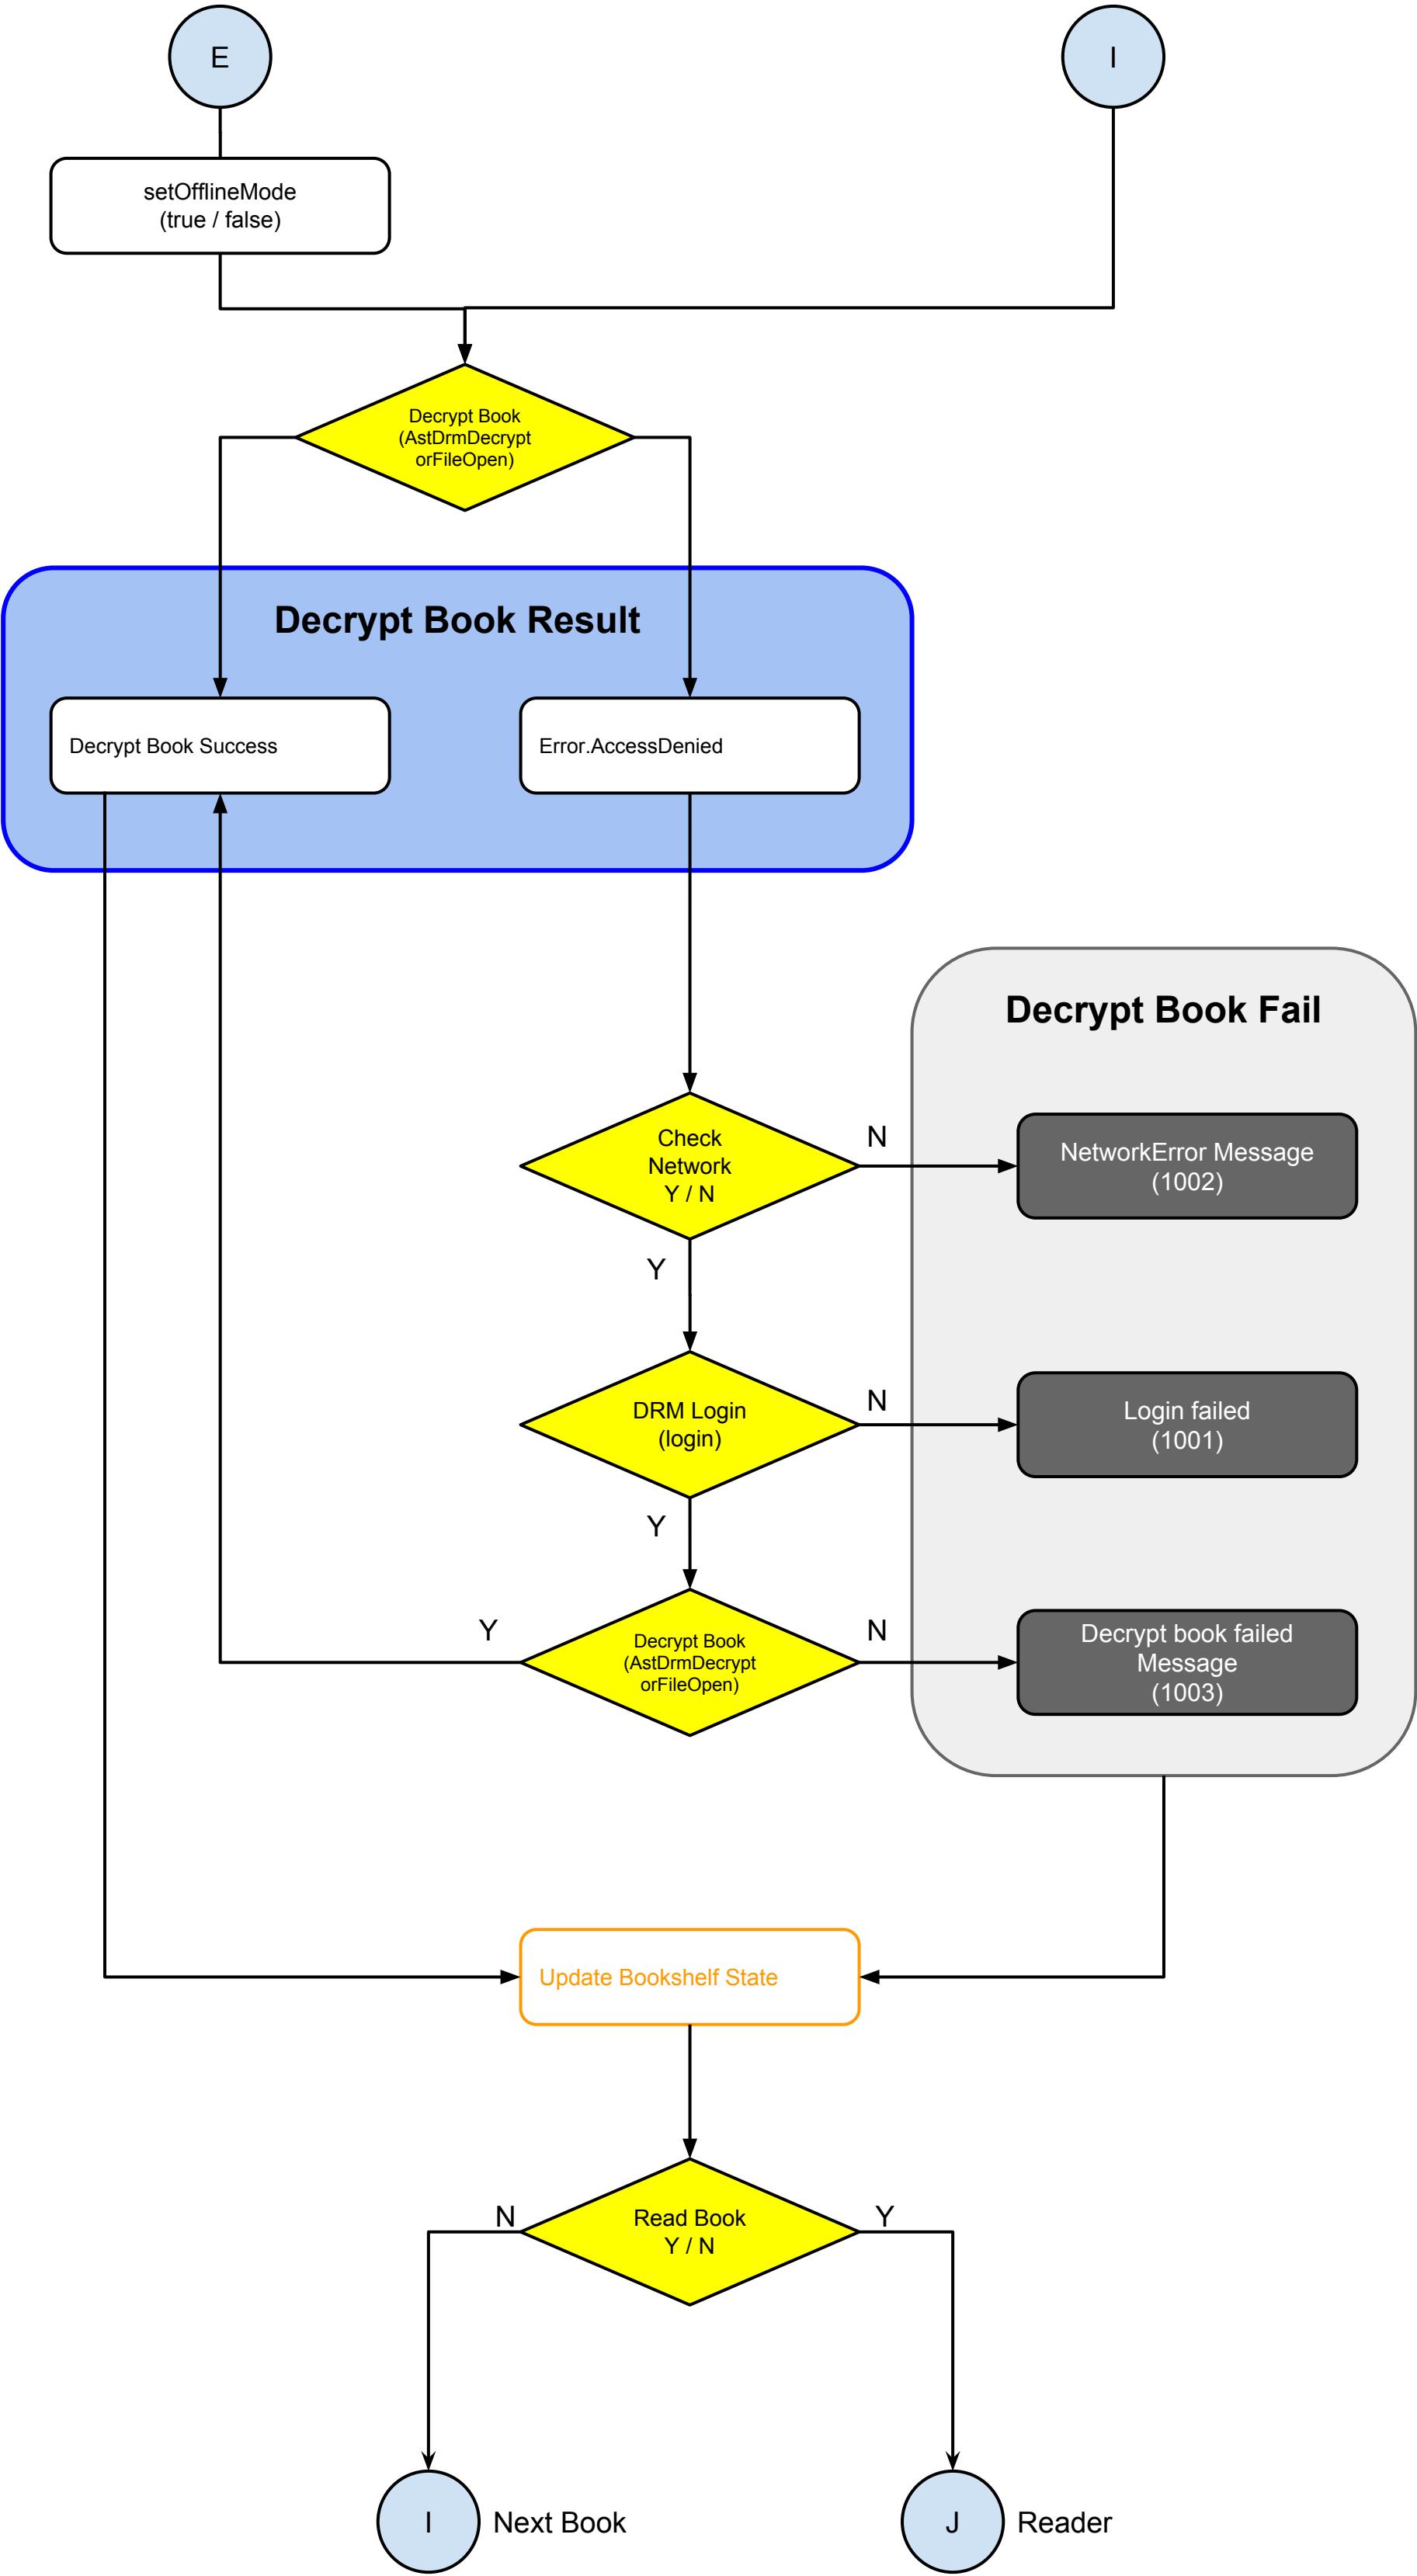 E
I
setOfflineMode
(true / false)
Decrypt Book
(AstDrmDecrypt
orFileOpen)
Decrypt Book Result
Decrypt Book Success
Error.AccessDenied
Decrypt Book Fail
Check
Network
Y / N
N
NetworkError Message
(1002)
Y
DRM Login
(login)
N
Login failed
(1001)
Y
Y
Decrypt Book
(AstDrmDecrypt
orFileOpen)
N
Decrypt book failed
Message
(1003)
Update Bookshelf State
N
Read Book
Y / N
Y
I
Next Book
J
Reader